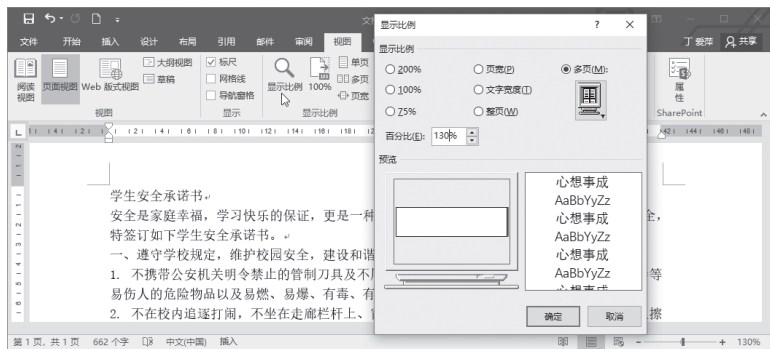 文
文件 开始 插入 设计 布局 引用 邮件 审阅 视图
丁爱萍 共享
阅读视图 页面视图 Web 版式视图 大纲视图 草稿
视图
标尺 网格线 导航窗格
显示
显示比例 100% 单页 多页 页宽
显示比例
属性
SharePoint
显示比例 ? ×
显示比例
200% 页宽(P) 多页(M):
100% 文字宽度(T)
75% 整页(W)
百分比(E): 130%
预览
心想事成
AaBbYyZz
心想事成
AaBbYyZz
心想事成
AaBbYyZz
心想事成
确定 取消
学生安全承诺书
安全是家庭幸福，学习快乐的保证，更是一种
全，
特签订如下学生安全承诺书。
一、遵守学校规定，维护校园安全，建设和谐
1. 不携带公安机关明令禁止的管制刀具及不
等
易伤人的危险物品以及易燃、易爆、有毒、有
2. 不在校内追逐打闹，不坐在走廊栏杆上、
擦
第 1 页，共 1 页 662 个字 中文(中国) 插入
130%